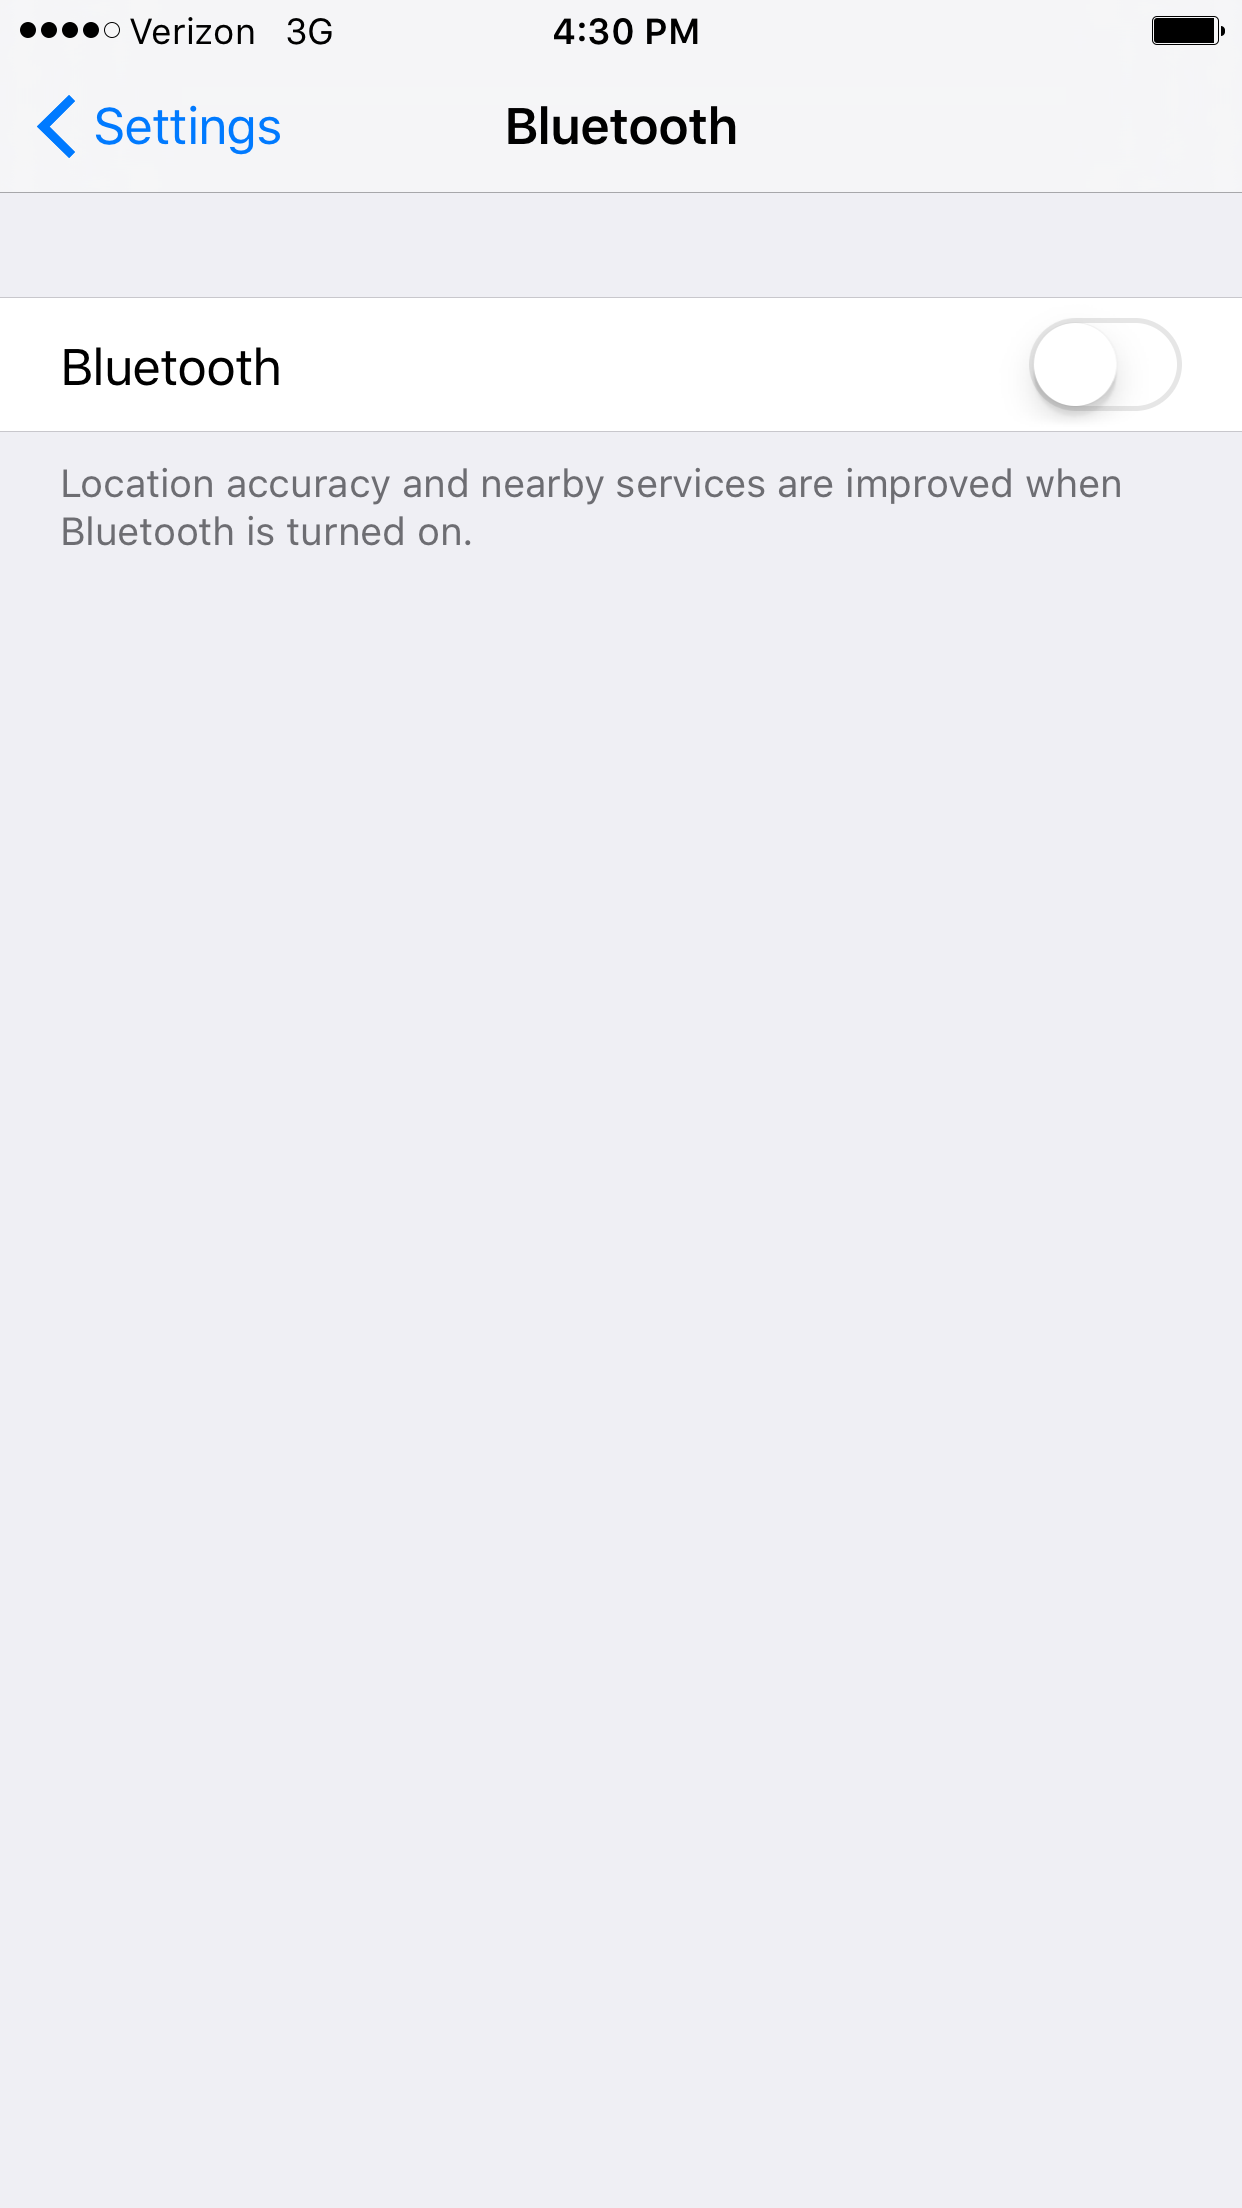 Verizon 3G 4:30 PM
Settings Bluetooth
Bluetooth
Location accuracy and nearby services are improved when
Bluetooth is turned on.